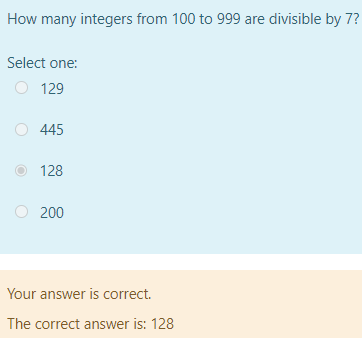 How many integers from 100 to 999 are divisible by 7?
Select one:
129
445
128
200
Your answer is correct.
The correct answer is: 128